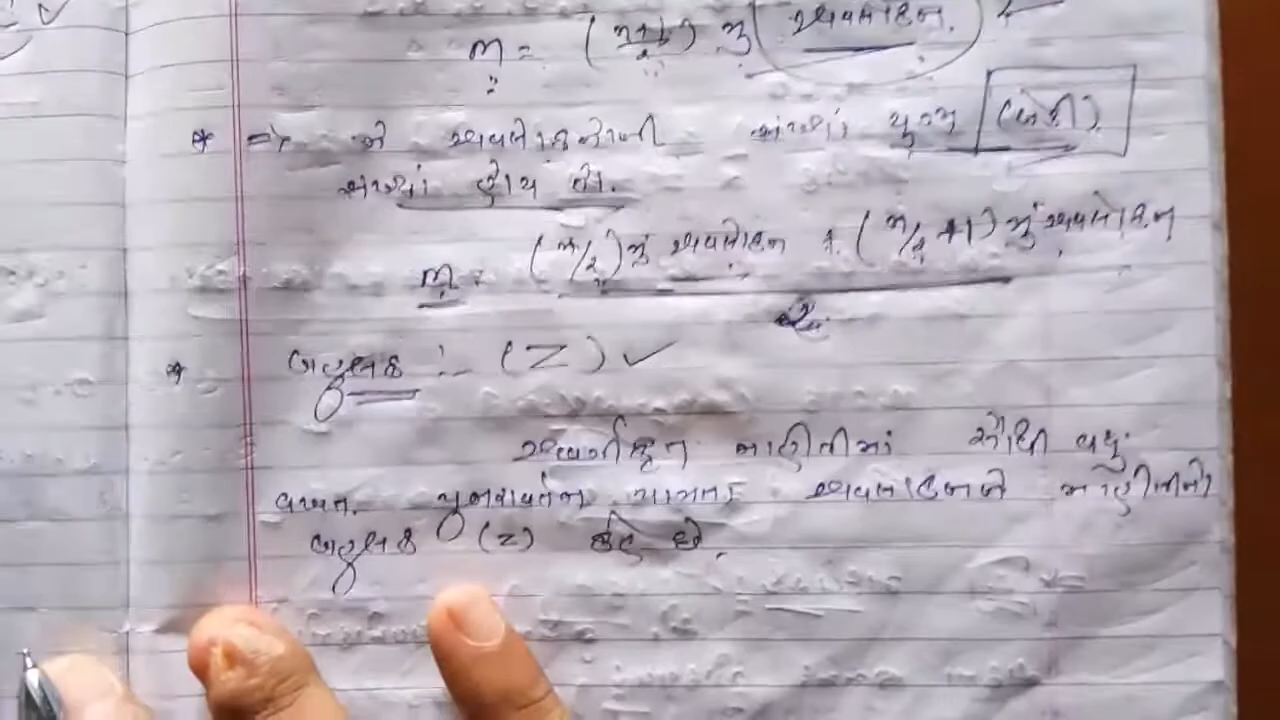 m = (n+1/2) મું અવલોકન.
* => જો અવલોકનોની સંખ્યા યુગ્મ (બેકી)
સંખ્યા હોય તો.
m = (n/2)મું અવલોકન + (n/2 +1) મું અવલોકન
2
* બહુલક :- (Z) ✓
અવર્ગીકૃત માહીતીમાં સૌથી વધુ
વખત પુનરાવર્તન પામતા અવલોકનને માહીતીનો
બહુલક (z) કહે છે.